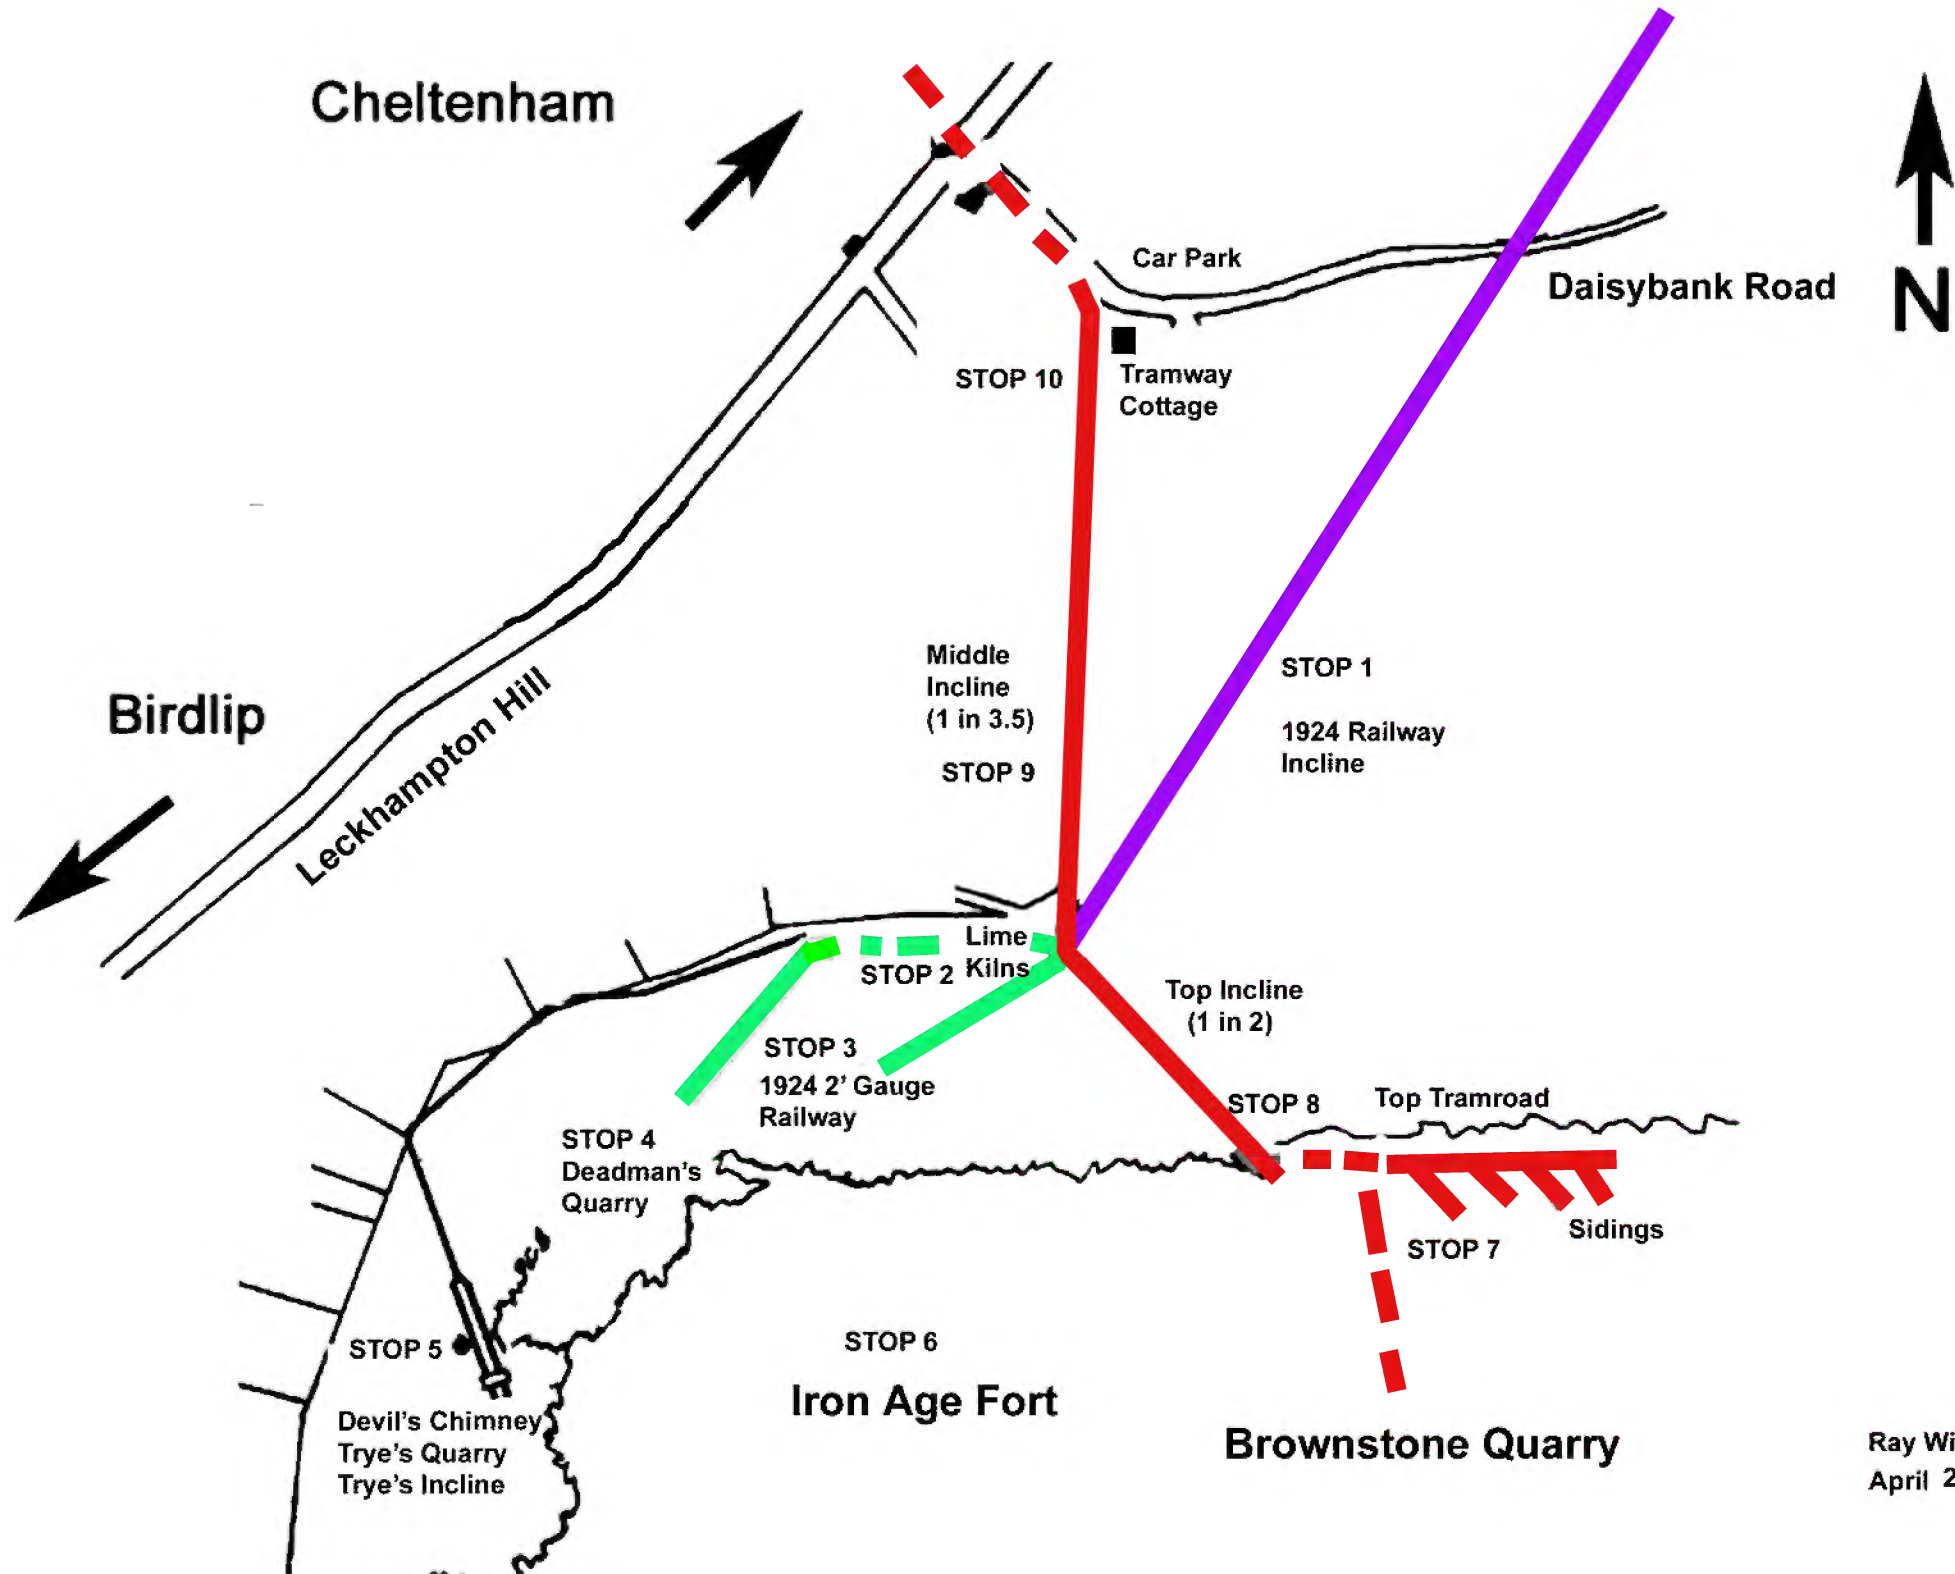 Cheltenham
Car Park
Daisybank Road
N
STOP 10
Tramway
Cottage
Middle
Incline
(1 in 3.5)
STOP 9
STOP 1
1924 Railway
Incline
Birdlip
Leckhampton Hill
Lime
Kilns
STOP 2
Top Incline
(1 in 2)
STOP 3
1924 2' Gauge
Railway
STOP 8
Top Tramroad
STOP 4
Deadman's
Quarry
Sidings
STOP 7
STOP 5
STOP 6
Iron Age Fort
Devil's Chimney
Trye's Quarry
Trye's Incline
Brownstone Quarry
Ray
April